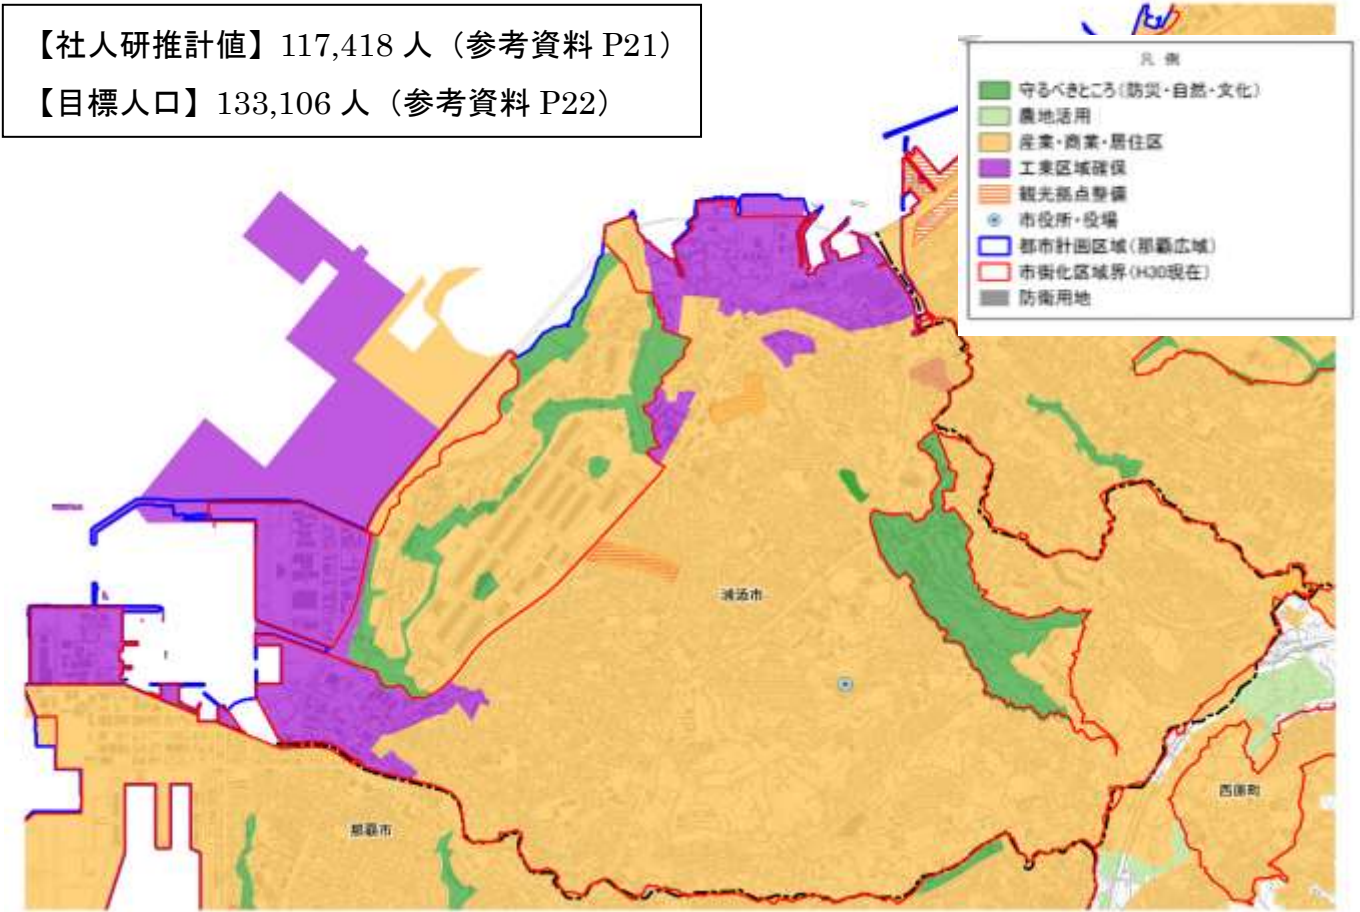 【社人研推計値】117,418 人（参考資料 P21）
【目標人口】133,106 人（参考資料 P22）
凡 例
守るべきところ（防災・自然・文化）
農地活用
産業・商業・居住区
工業区域確保
観光拠点整備
市役所・役場
都市計画区域（那覇広域）
市街化区域界（H30現在）
防衛用地
浦添市
西原町
那覇市